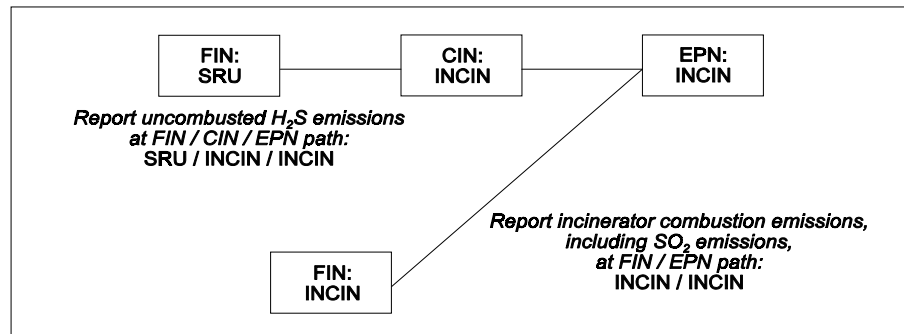 FIN:
SRU
CIN:
INCIN
EPN:
INCIN
Report uncombusted H₂S emissions
at FIN / CIN / EPN path:
SRU / INCIN / INCIN
Report incinerator combustion emissions,
including SO₂ emissions,
at FIN / EPN path:
INCIN / INCIN
FIN:
INCIN